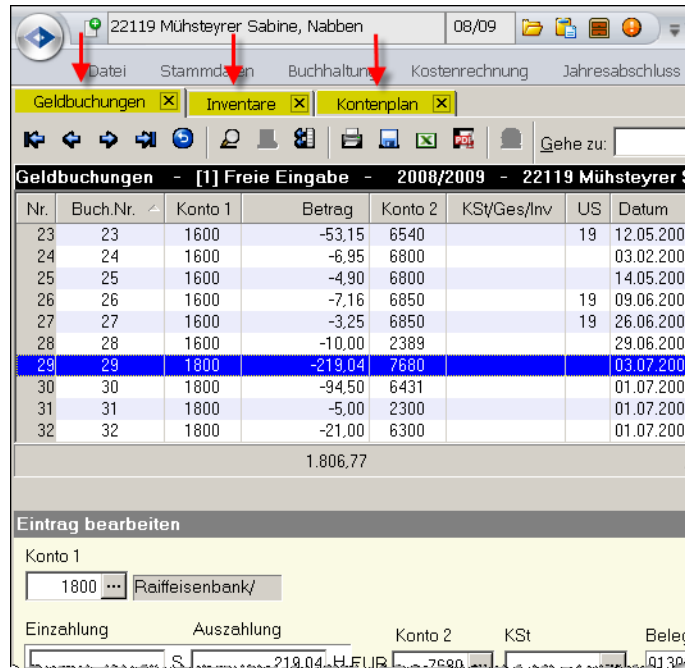 22119 Mühsteyrer Sabine, Nabben 08/09
Datei Stammdaten Buchhaltung Kostenrechnung Jahresabschluss
Geldbuchungen Inventare Kontenplan
Gehe zu:
Geldbuchungen - [1] Freie Eingabe - 2008/2009 - 22119 Mühsteyrer S
Nr. Buch.Nr. Konto 1 Betrag Konto 2 KSt/Ges/Inv US Datum
23 23 1600 -53,15 6540 19 12.05.200
24 24 1600 -6,95 6800 03.02.200
25 25 1600 -4,90 6800 14.05.200
26 26 1600 -7,16 6850 19 09.06.200
27 27 1600 -3,25 6850 19 26.06.200
28 28 1600 -10,00 2389 29.06.200
29 29 1800 -219,04 7680 03.07.200
30 30 1800 -94,50 6431 01.07.200
31 31 1800 -5,00 2300 01.07.200
32 32 1800 -21,00 6300 01.07.200
1.806,77
Eintrag bearbeiten
Konto 1
1800 ... Raiffeisenbank/
Einzahlung Auszahlung Konto 2 KSt Beleg
S 219,04 H EUR 7680